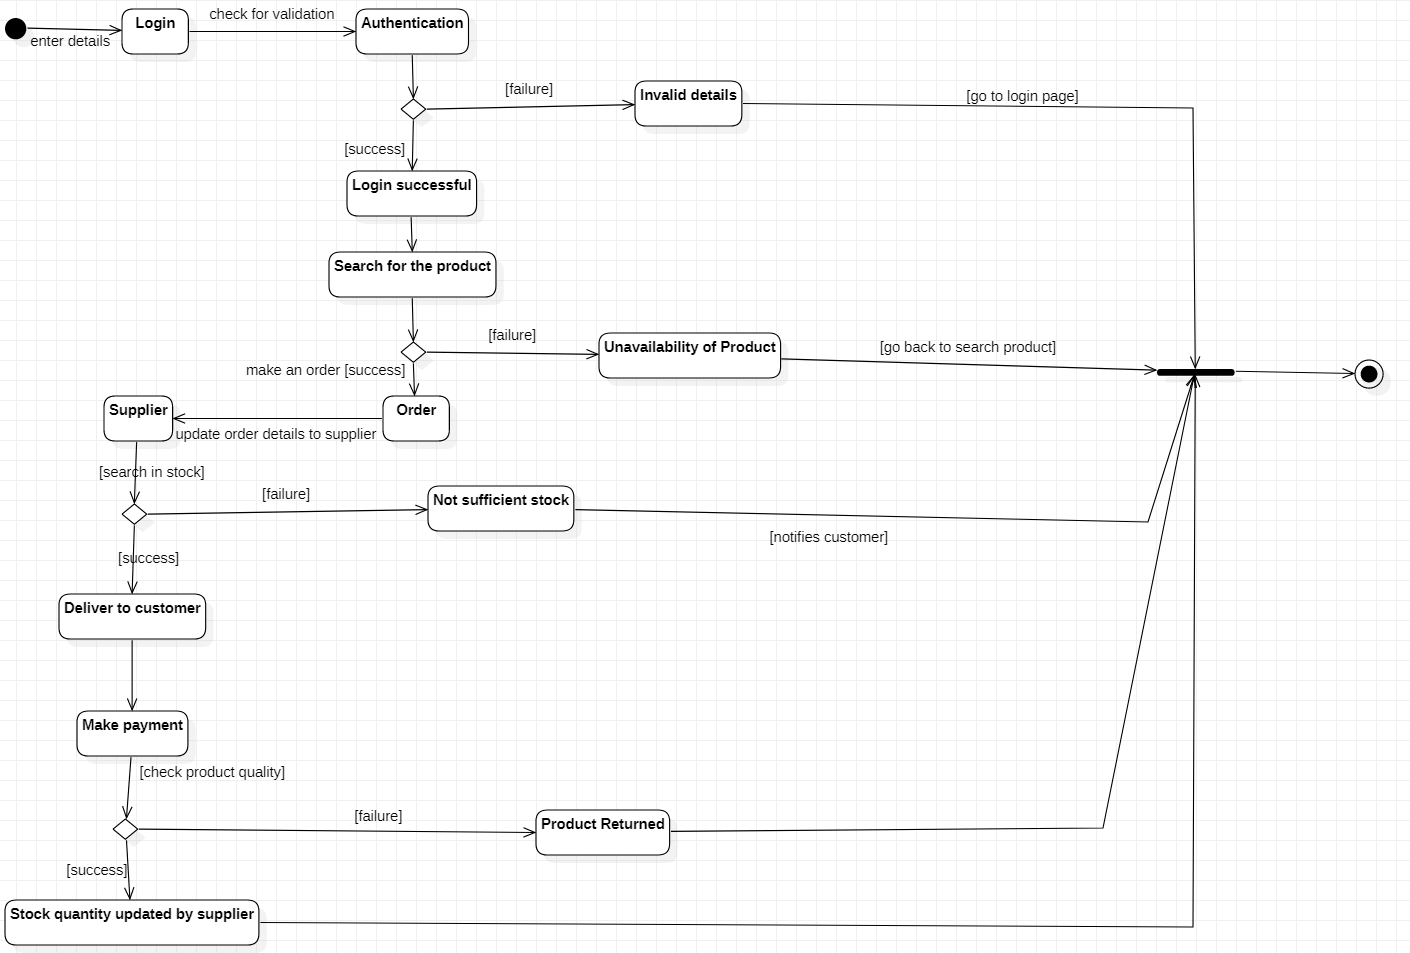 check for validation
Login
Authentication
enter details
[failure]
Invalid details
[go to login page]
[success]
Login successful
Search for the product
[failure]
Unavailability of Product
[go back to search product]
make an order [success]
Supplier
Order
update order details to supplier
[search in stock]
[failure]
Not sufficient stock
[notifies customer]
[success]
Deliver to customer
Make payment
[check product quality]
[failure]
Product Returned
[success]
Stock quantity updated by supplier